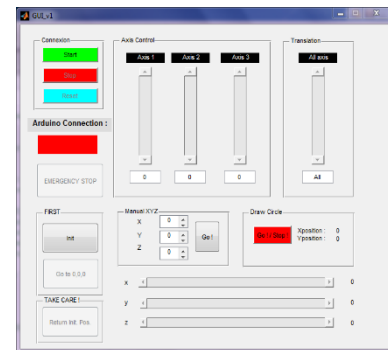 GUI_v1
Connexion
Start
Stop
Reset
Arduino Connection :
EMERGENCY STOP
Axis Control
Axis 1
Axis 2
Axis 3
0
0
0
Translation
All axis
All
FIRST
Init
Go to 0,0,0
TAKE CARE!
Return Init. Pos.
Manual XYZ
X
0
Y
0
Z
0
Go !
Draw Circle
Go ! / Stop
Xposition : 0
Yposition : 0
x
0
y
0
z
0